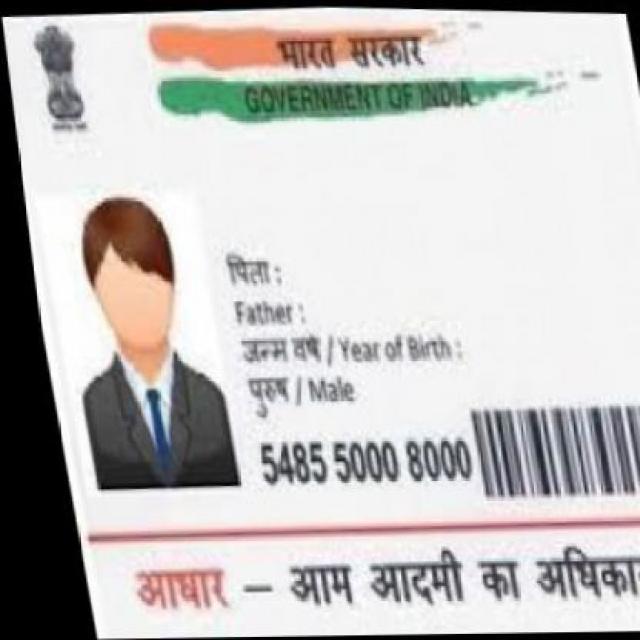 भारत सरकार
GOVERNMENT OF INDIA
पिता :
Father :
जन्म वर्ष / Year of Birth :
पुरुष / Male
5485 5000 8000
आधार – आम आदमी का अधिका